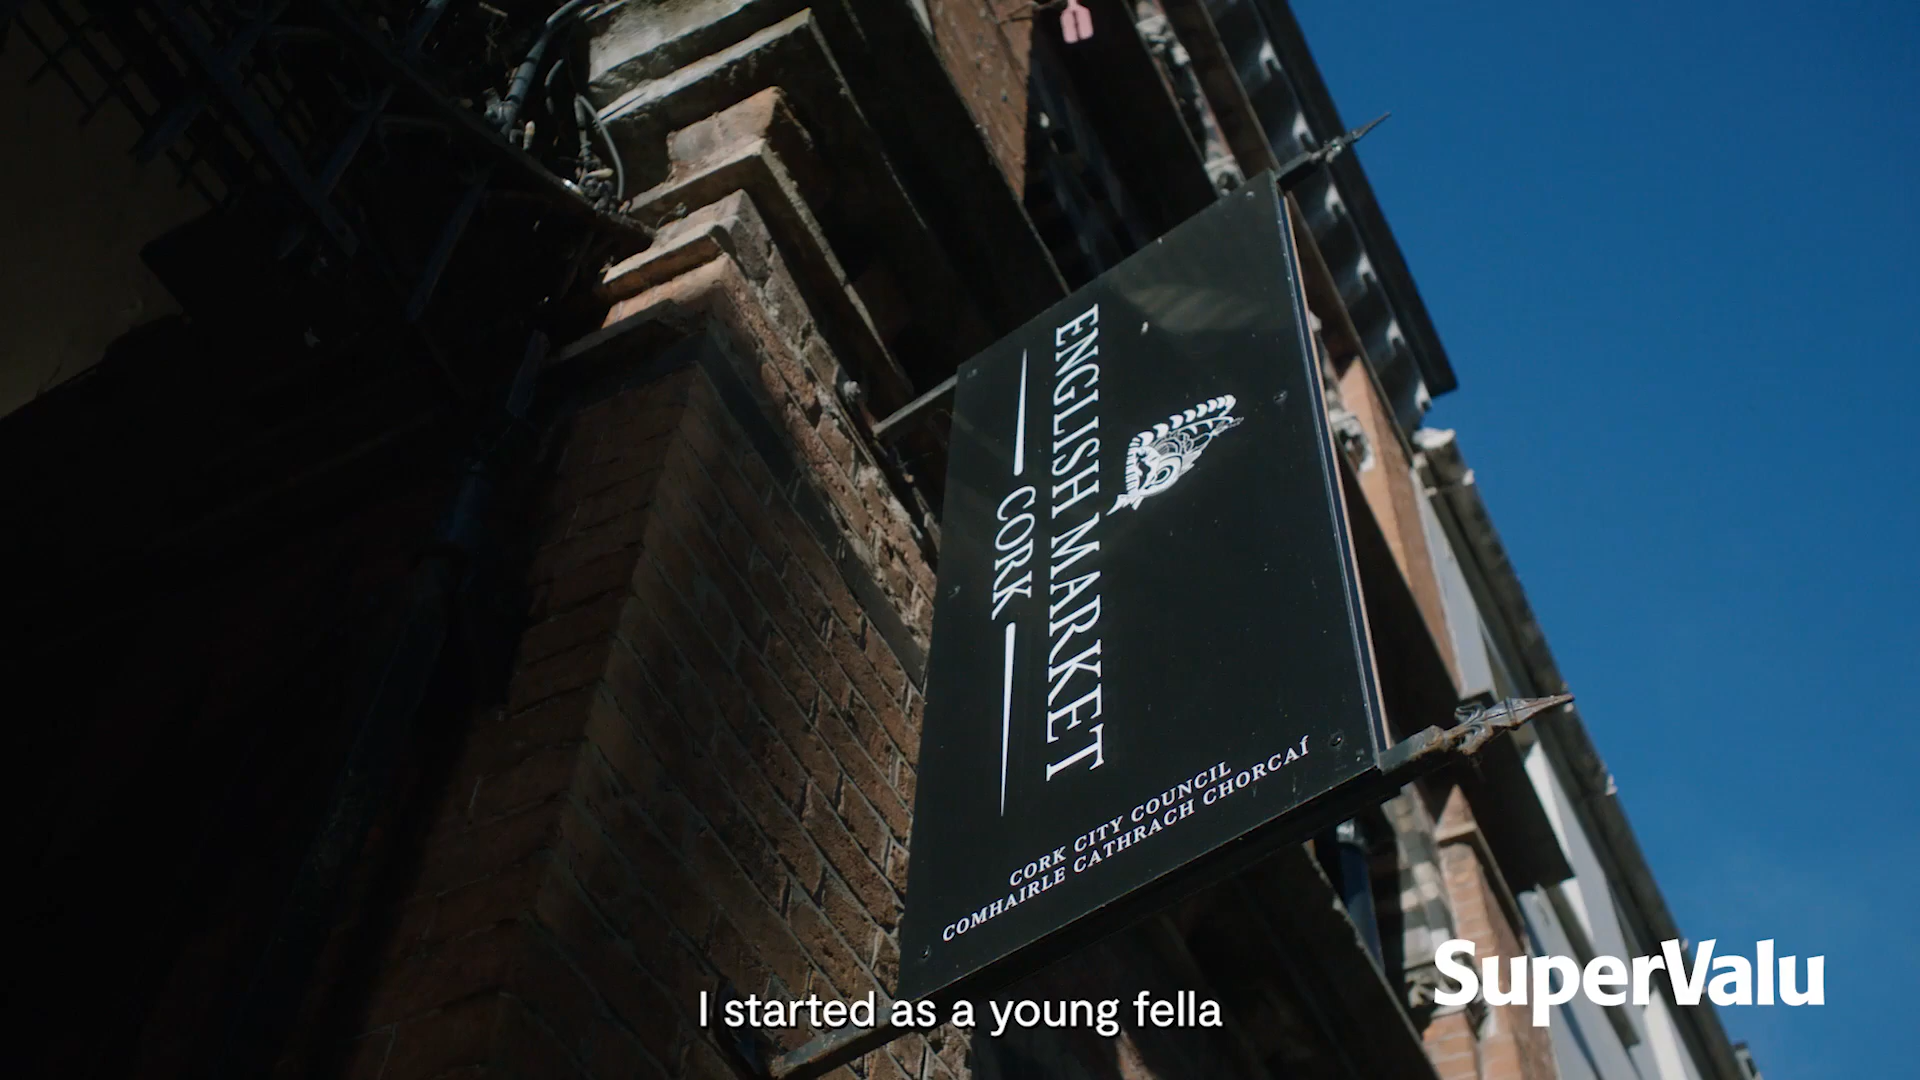 ENGLISH MARKET
CORK
CORK CITY COUNCIL
COMHAIRLE CATHRACH CHORCAÍ
I started as a young fella
SuperValu